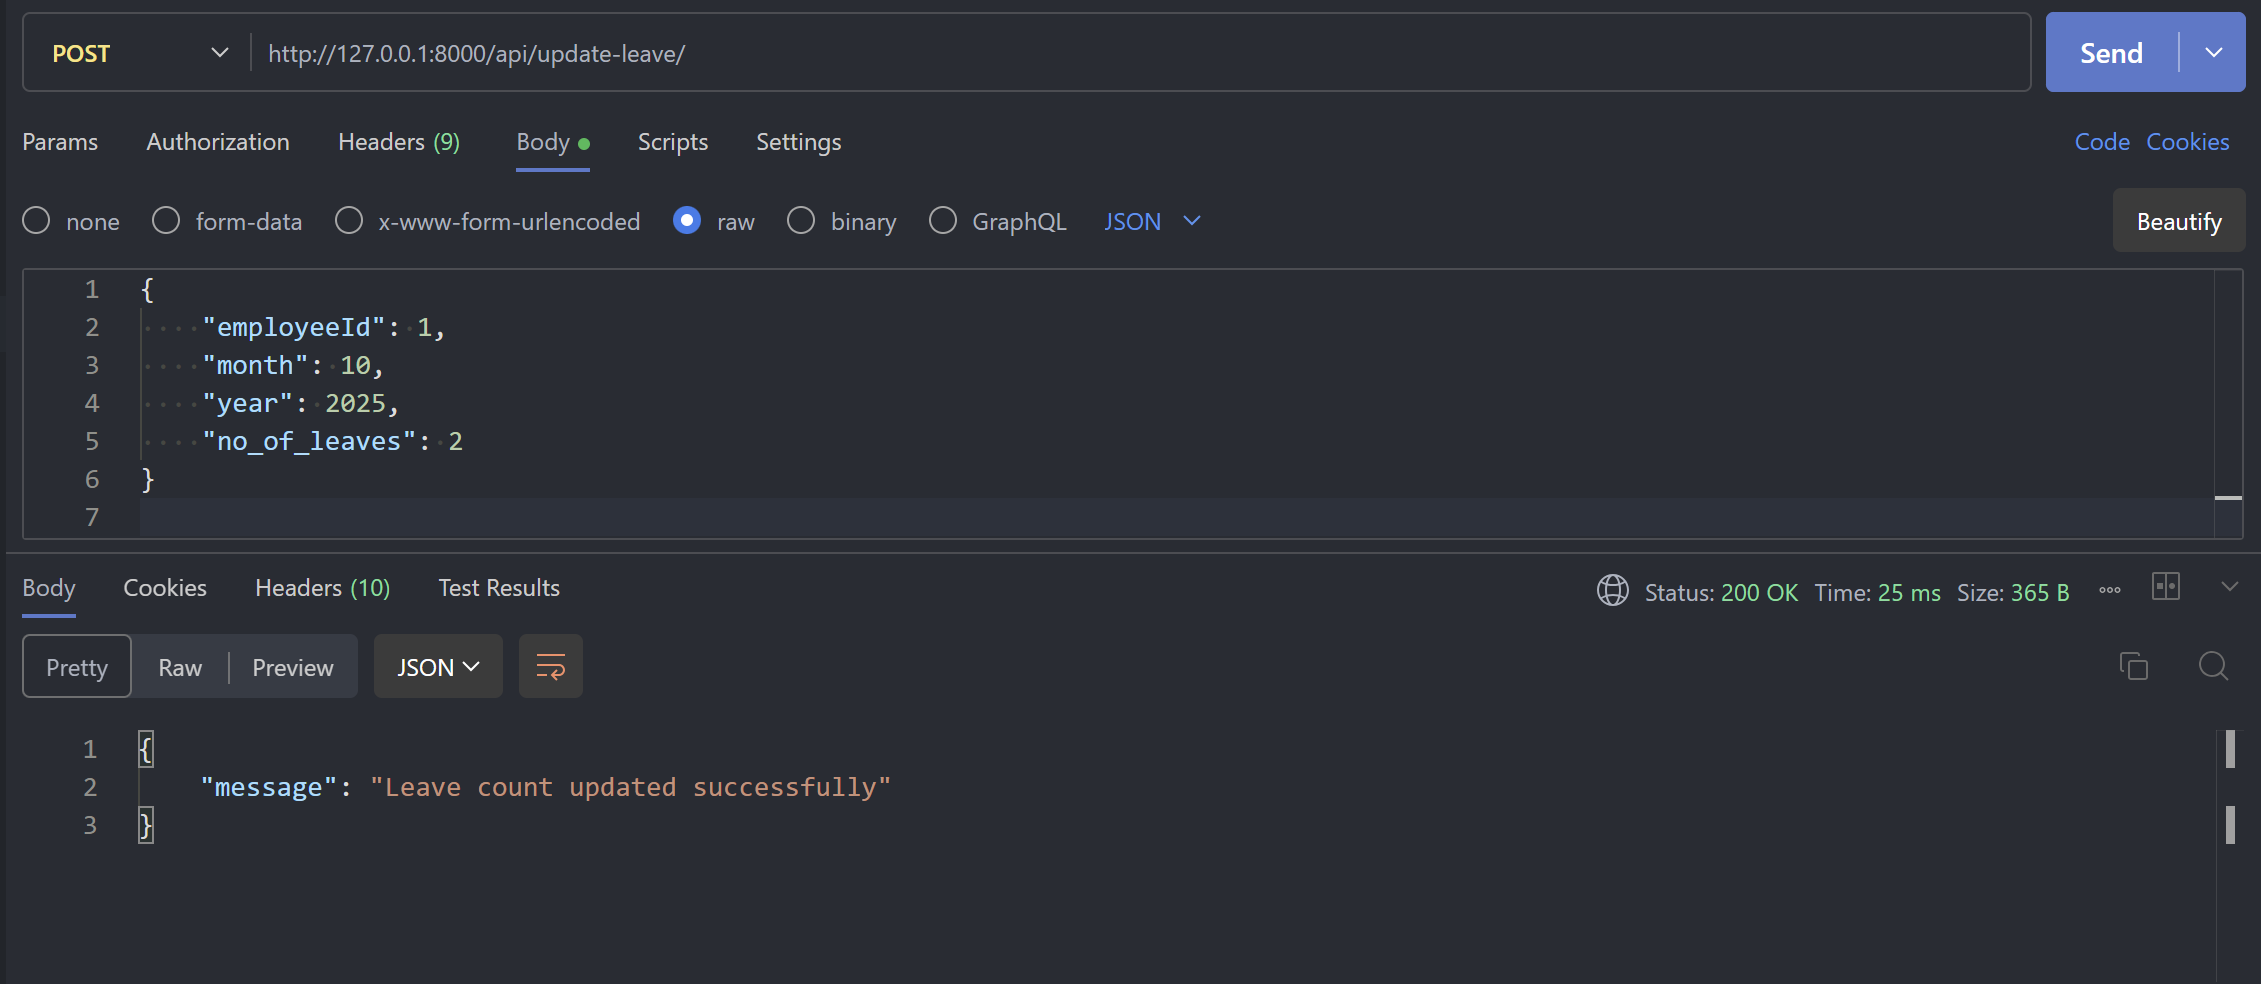 POST http://127.0.0.1:8000/api/update-leave/ Send
Params Authorization Headers (9) Body Scripts Settings Code Cookies
none form-data x-www-form-urlencoded raw binary GraphQL JSON Beautify
1 {
2 "employeeId": 1,
3 "month": 10,
4 "year": 2025,
5 "no_of_leaves": 2
6 }
7
Body Cookies Headers (10) Test Results Status: 200 OK Time: 25 ms Size: 365 B
Pretty Raw Preview JSON
1 {
2 "message": "Leave count updated successfully"
3 }